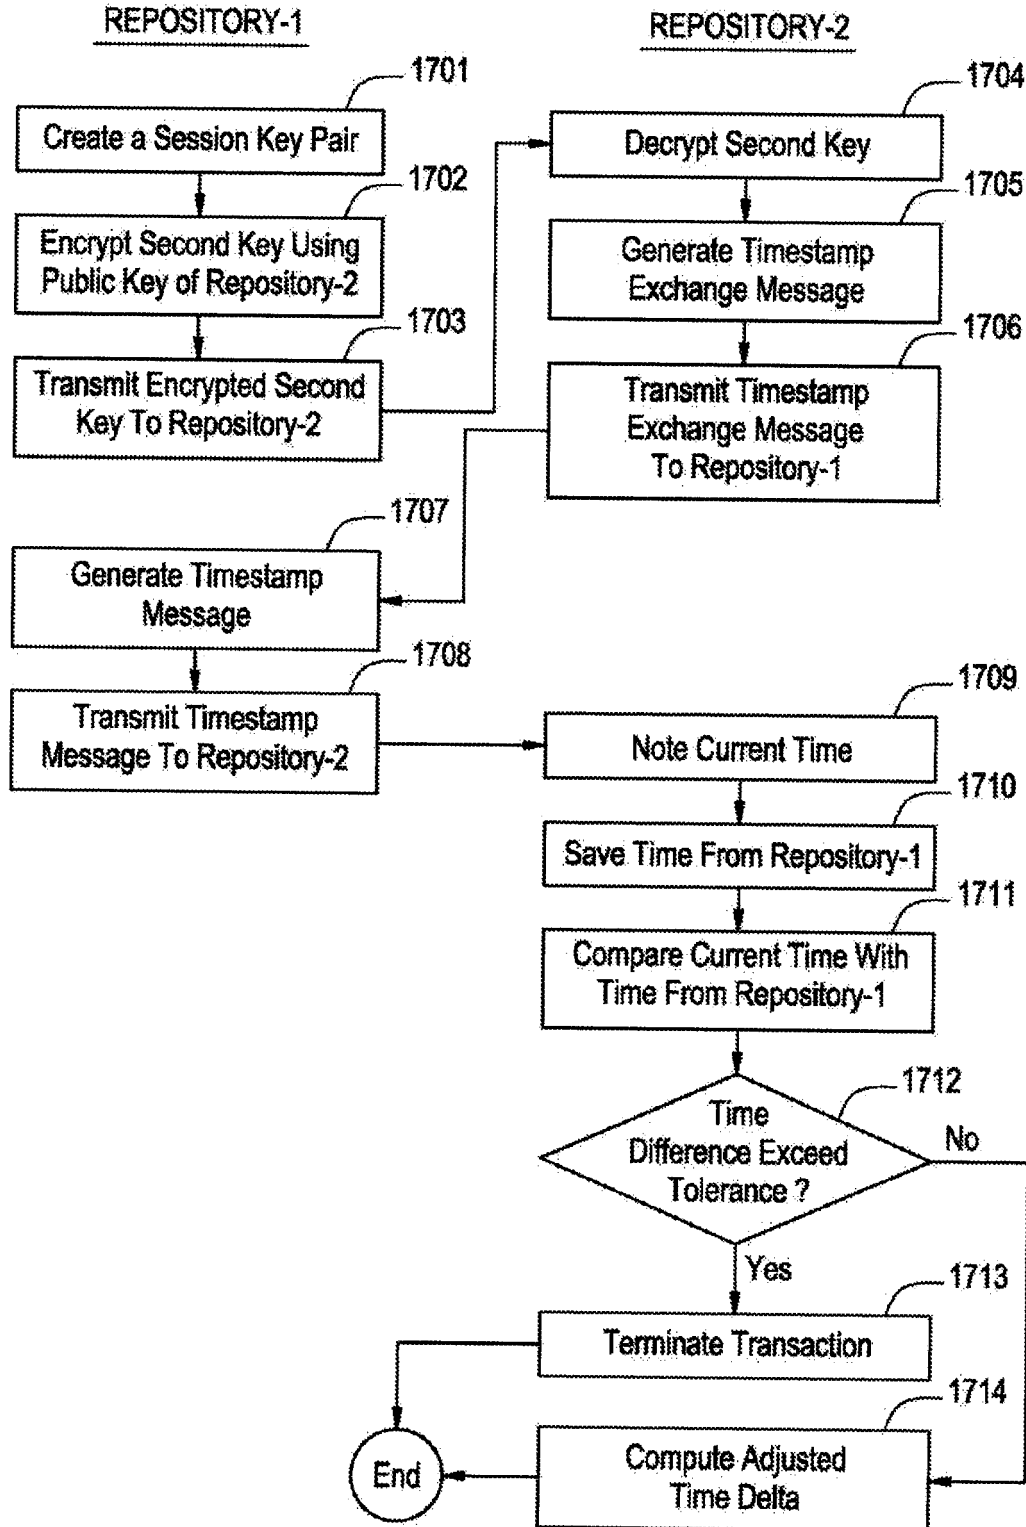 REPOSITORY-1
REPOSITORY-2
1701
Create a Session Key Pair
1702
Encrypt Second Key Using
Public Key of Repository-2
1703
Transmit Encrypted Second
Key To Repository-2
1704
Decrypt Second Key
1705
Generate Timestamp
Exchange Message
1706
Transmit Timestamp
Exchange Message
To Repository-1
1707
Generate Timestamp
Message
1708
Transmit Timestamp
Message To Repository-2
1709
Note Current Time
1710
Save Time From Repository-1
1711
Compare Current Time With
Time From Repository-1
1712
Time
Difference Exceed
Tolerance ?
No
Yes
1713
Terminate Transaction
1714
Compute Adjusted
Time Delta
End